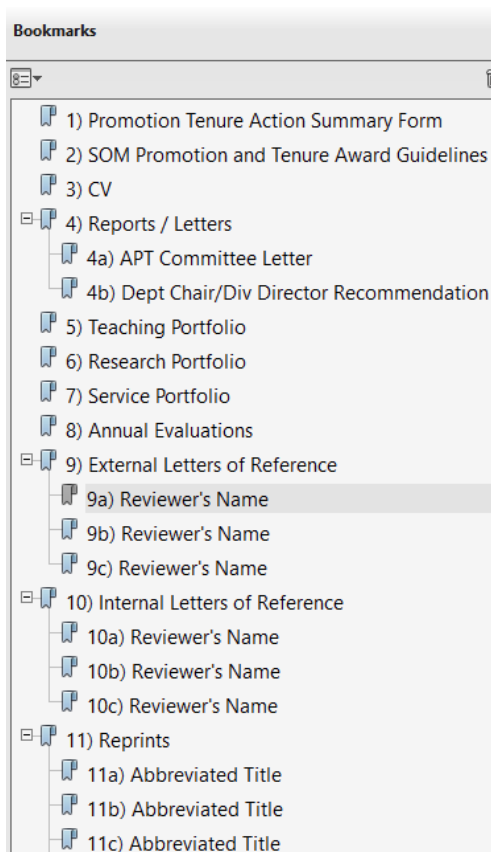 Bookmarks
1) Promotion Tenure Action Summary Form
2) SOM Promotion and Tenure Award Guidelines
3) CV
4) Reports / Letters
4a) APT Committee Letter
4b) Dept Chair/Div Director Recommendation
5) Teaching Portfolio
6) Research Portfolio
7) Service Portfolio
8) Annual Evaluations
9) External Letters of Reference
9a) Reviewer's Name
9b) Reviewer's Name
9c) Reviewer's Name
10) Internal Letters of Reference
10a) Reviewer's Name
10b) Reviewer's Name
10c) Reviewer's Name
11) Reprints
11a) Abbreviated Title
11b) Abbreviated Title
11c) Abbreviated Title